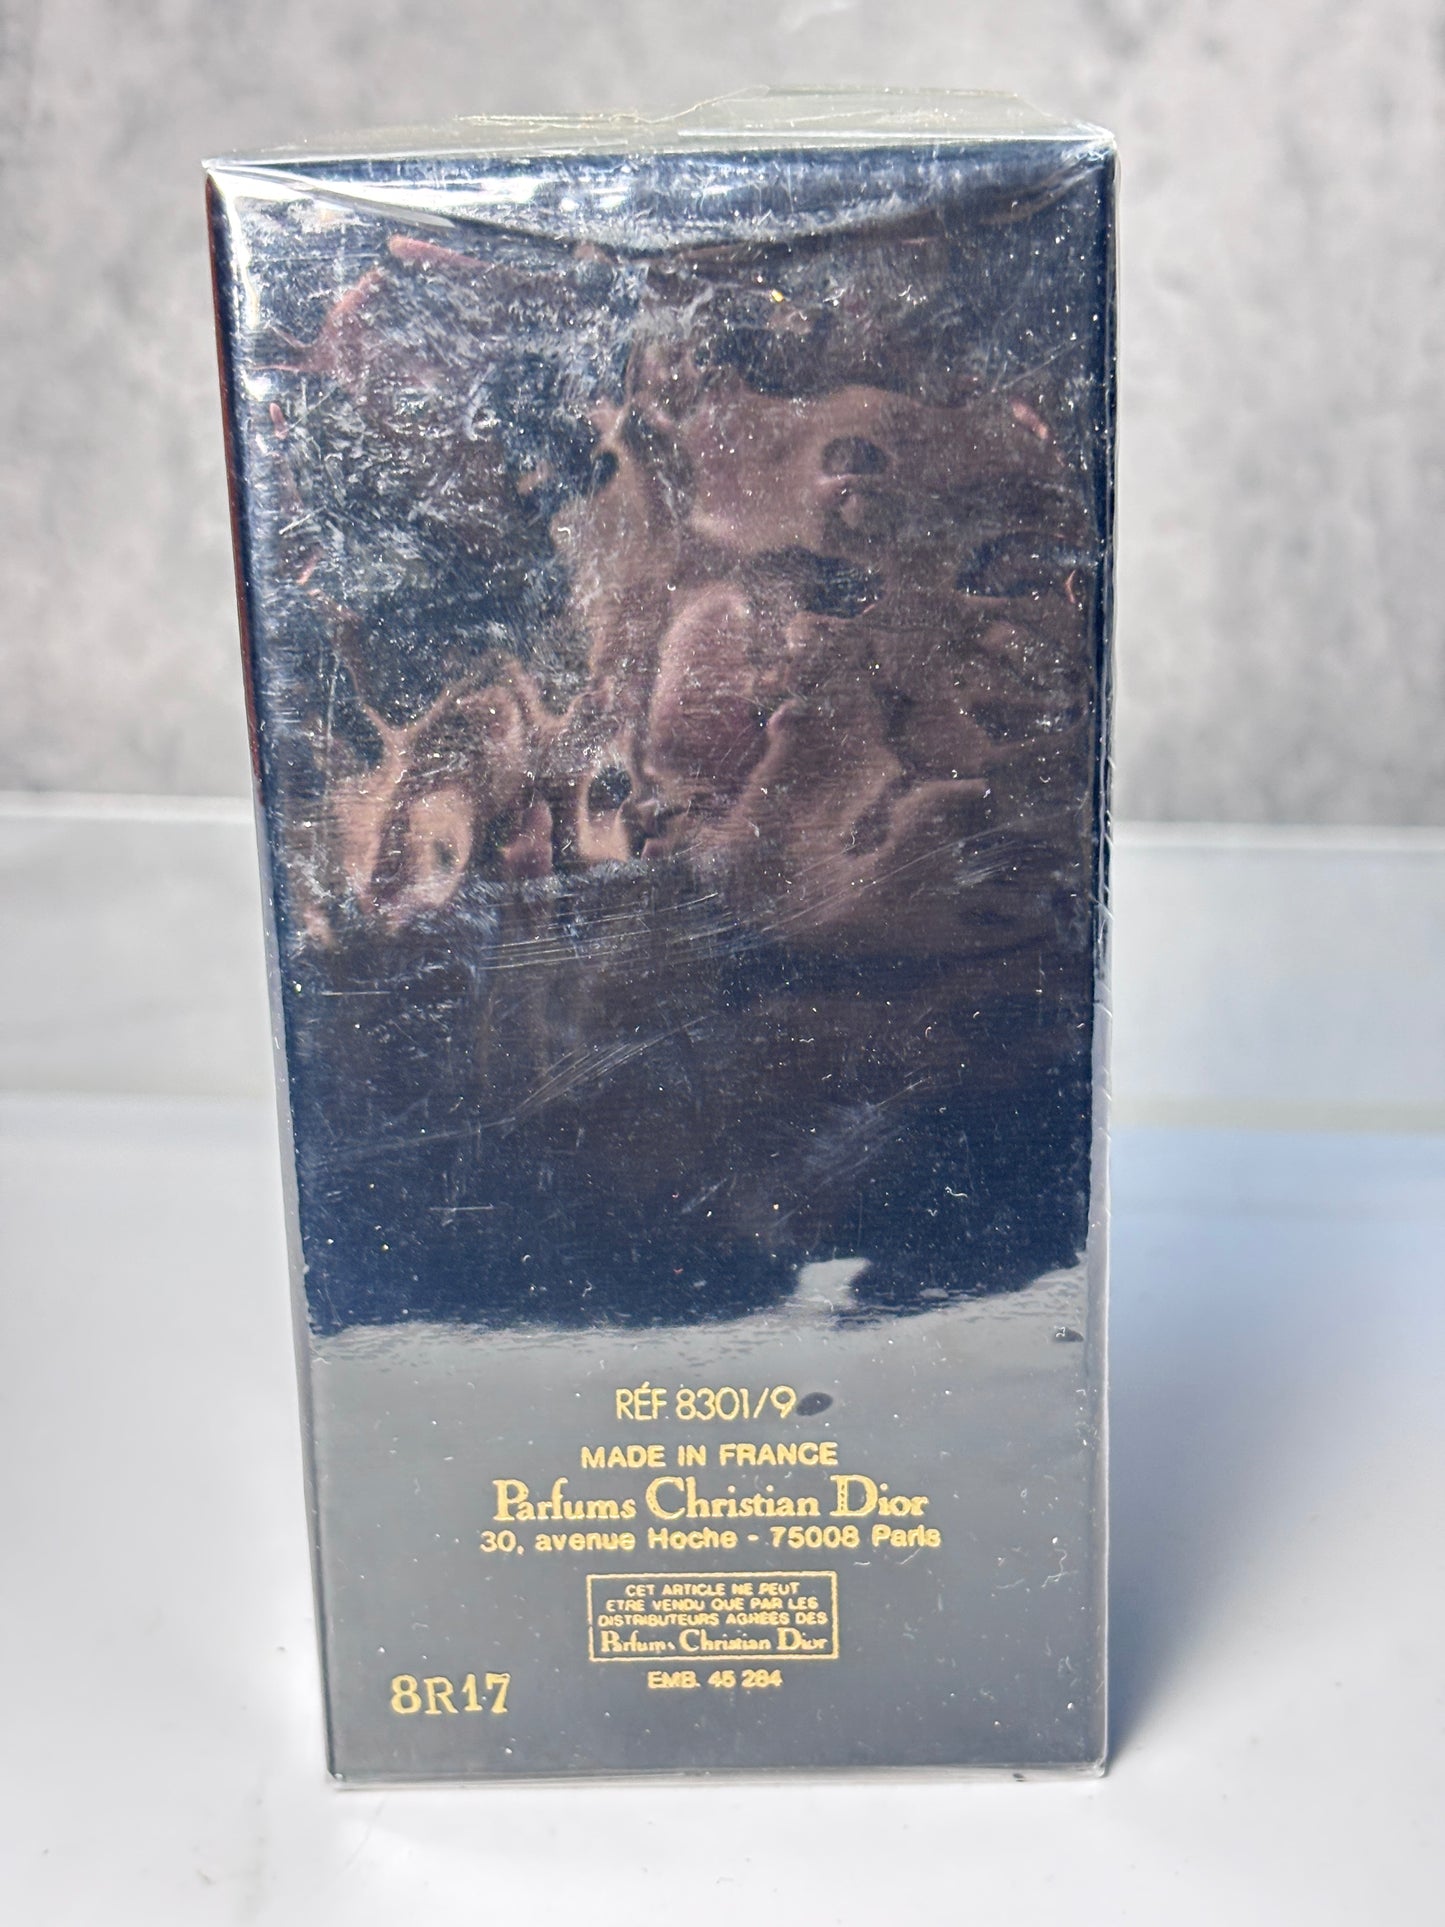 RÉF. 8301/9
MADE IN FRANCE
Parfums Christian Dior
30, avenue Hoche - 75008 Paris
CET ARTICLE NE PEUT
ETRE VENDU QUE PAR LES
DISTRIBUTEURS AGRÉÉS DES
Parfums Christian Dior
EMB. 45 284
8R17